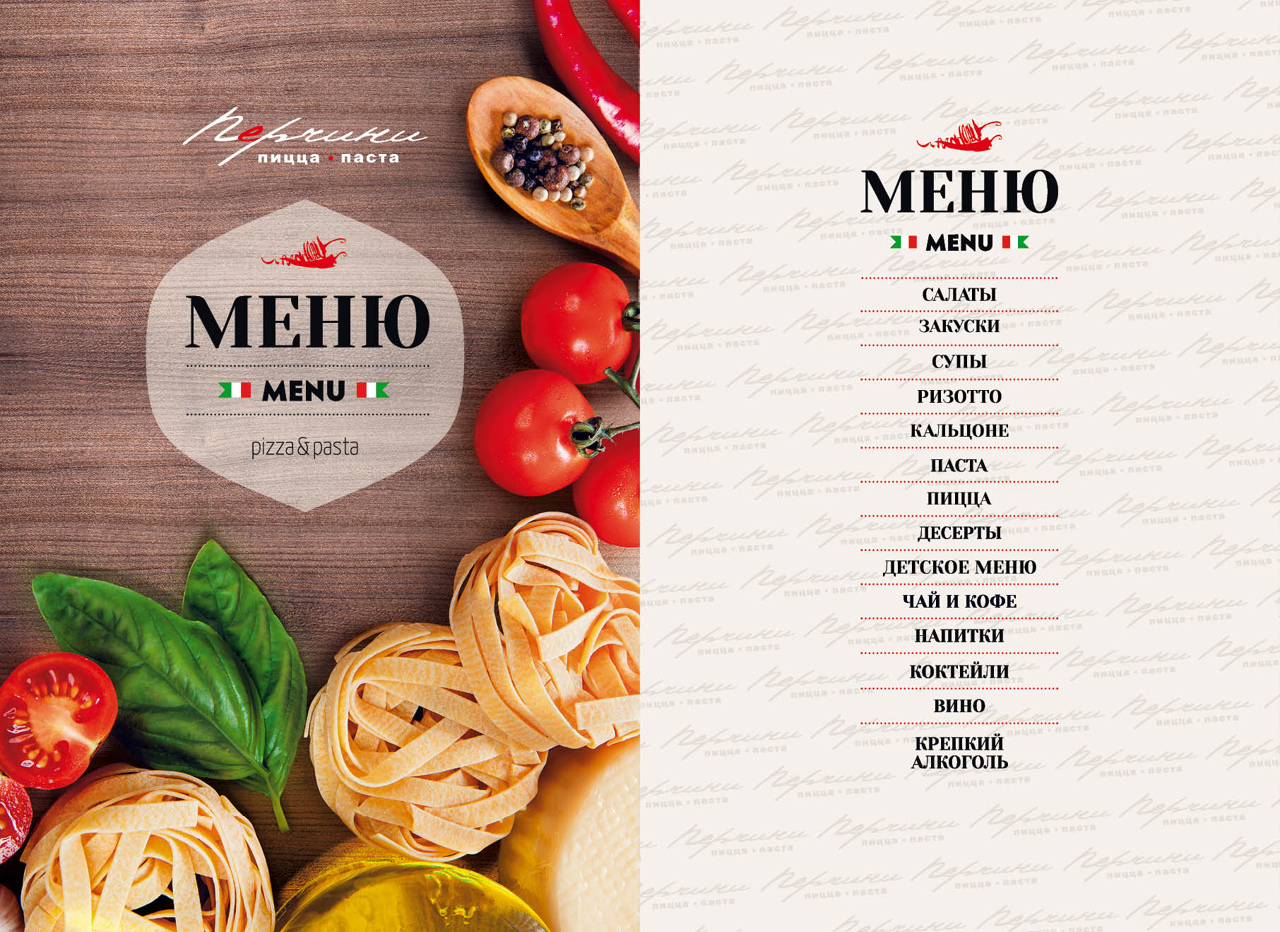 Перчини
пицца • паста
МЕНЮ
MENU
pizza & pasta
МЕНЮ
MENU
САЛАТЫ
ЗАКУСКИ
СУПЫ
РИЗОТТО
КАЛЬЦОНЕ
ПАСТА
ПИЦЦА
ДЕСЕРТЫ
ДЕТСКОЕ МЕНЮ
ЧАЙ И КОФЕ
НАПИТКИ
КОКТЕЙЛИ
ВИНО
КРЕПКИЙ
АЛКОГОЛЬ